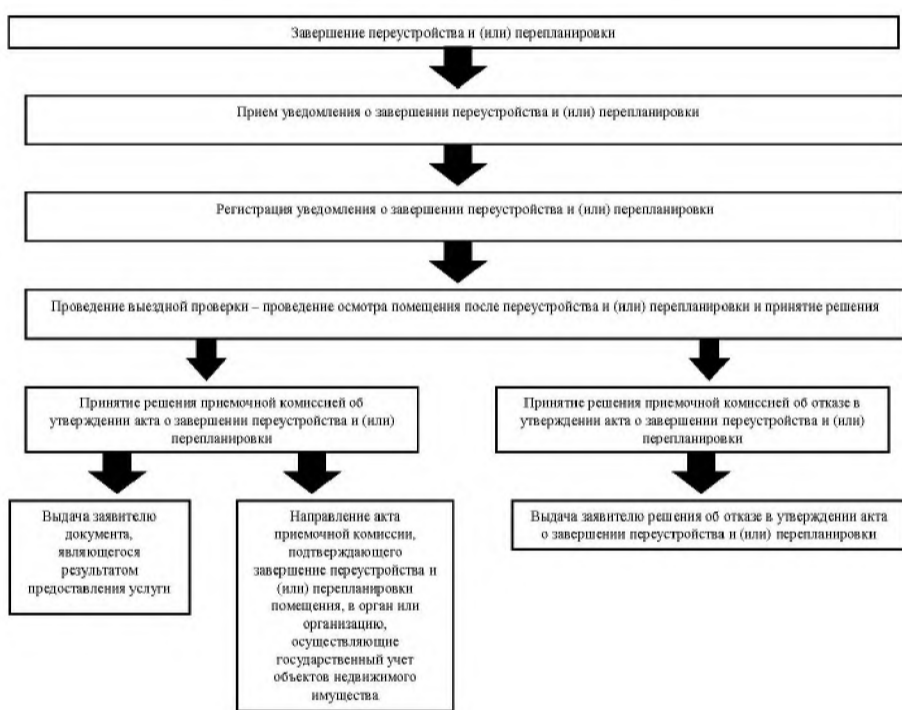 Завершение переустройства и (или) перепланировки
Прием уведомления о завершении переустройства и (или) перепланировки
Регистрация уведомления о завершении переустройства и (или) перепланировки
Проведение выездной проверки – проведение осмотра помещения после переустройства и (или) перепланировки и принятие решения
Принятие решения приемочной комиссией об
утверждении акта о завершении переустройства и (или)
перепланировки
Принятие решения приемочной комиссией об отказе в
утверждении акта о завершении переустройства и (или)
перепланировки
Выдача заявителю
документа,
являющегося
результатом
предоставления услуги
Направление акта
приемочной комиссии,
подтверждающего
завершение переустройства и
(или) перепланировки
помещения, в орган или
организацию,
осуществляющие
государственный учет
объектов недвижимого
имущества
Выдача заявителю решения об отказе в утверждении акта
о завершении переустройства и (или) перепланировки